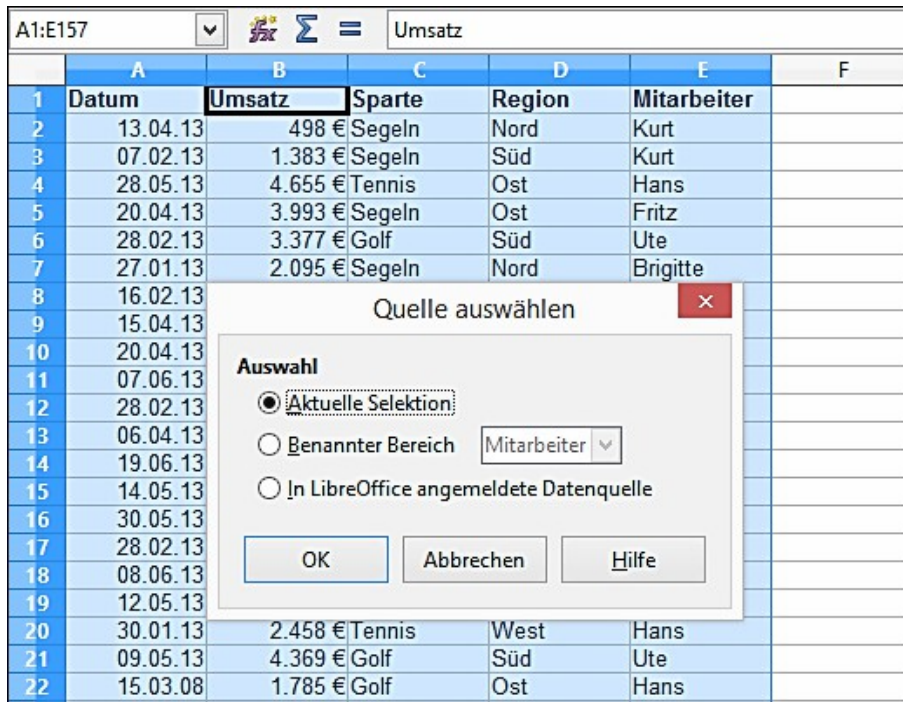 A1:E157 Umsatz
A B C D E F
1 Datum Umsatz Sparte Region Mitarbeiter
2 13.04.13 498 € Segeln Nord Kurt
3 07.02.13 1.383 € Segeln Süd Kurt
4 28.05.13 4.655 € Tennis Ost Hans
5 20.04.13 3.993 € Segeln Ost Fritz
6 28.02.13 3.377 € Golf Süd Ute
7 27.01.13 2.095 € Segeln Nord Brigitte
8 16.02.13
9 15.04.13
10 20.04.13
11 07.06.13
12 28.02.13
13 06.04.13
14 19.06.13
15 14.05.13
16 30.05.13
17 28.02.13
18 08.06.13
19 12.05.13
20 30.01.13 2.458 € Tennis West Hans
21 09.05.13 4.369 € Golf Süd Ute
22 15.03.08 1.785 € Golf Ost Hans
Quelle auswählen
Auswahl
Aktuelle Selektion
Benannter Bereich Mitarbeiter
In LibreOffice angemeldete Datenquelle
OK Abbrechen Hilfe